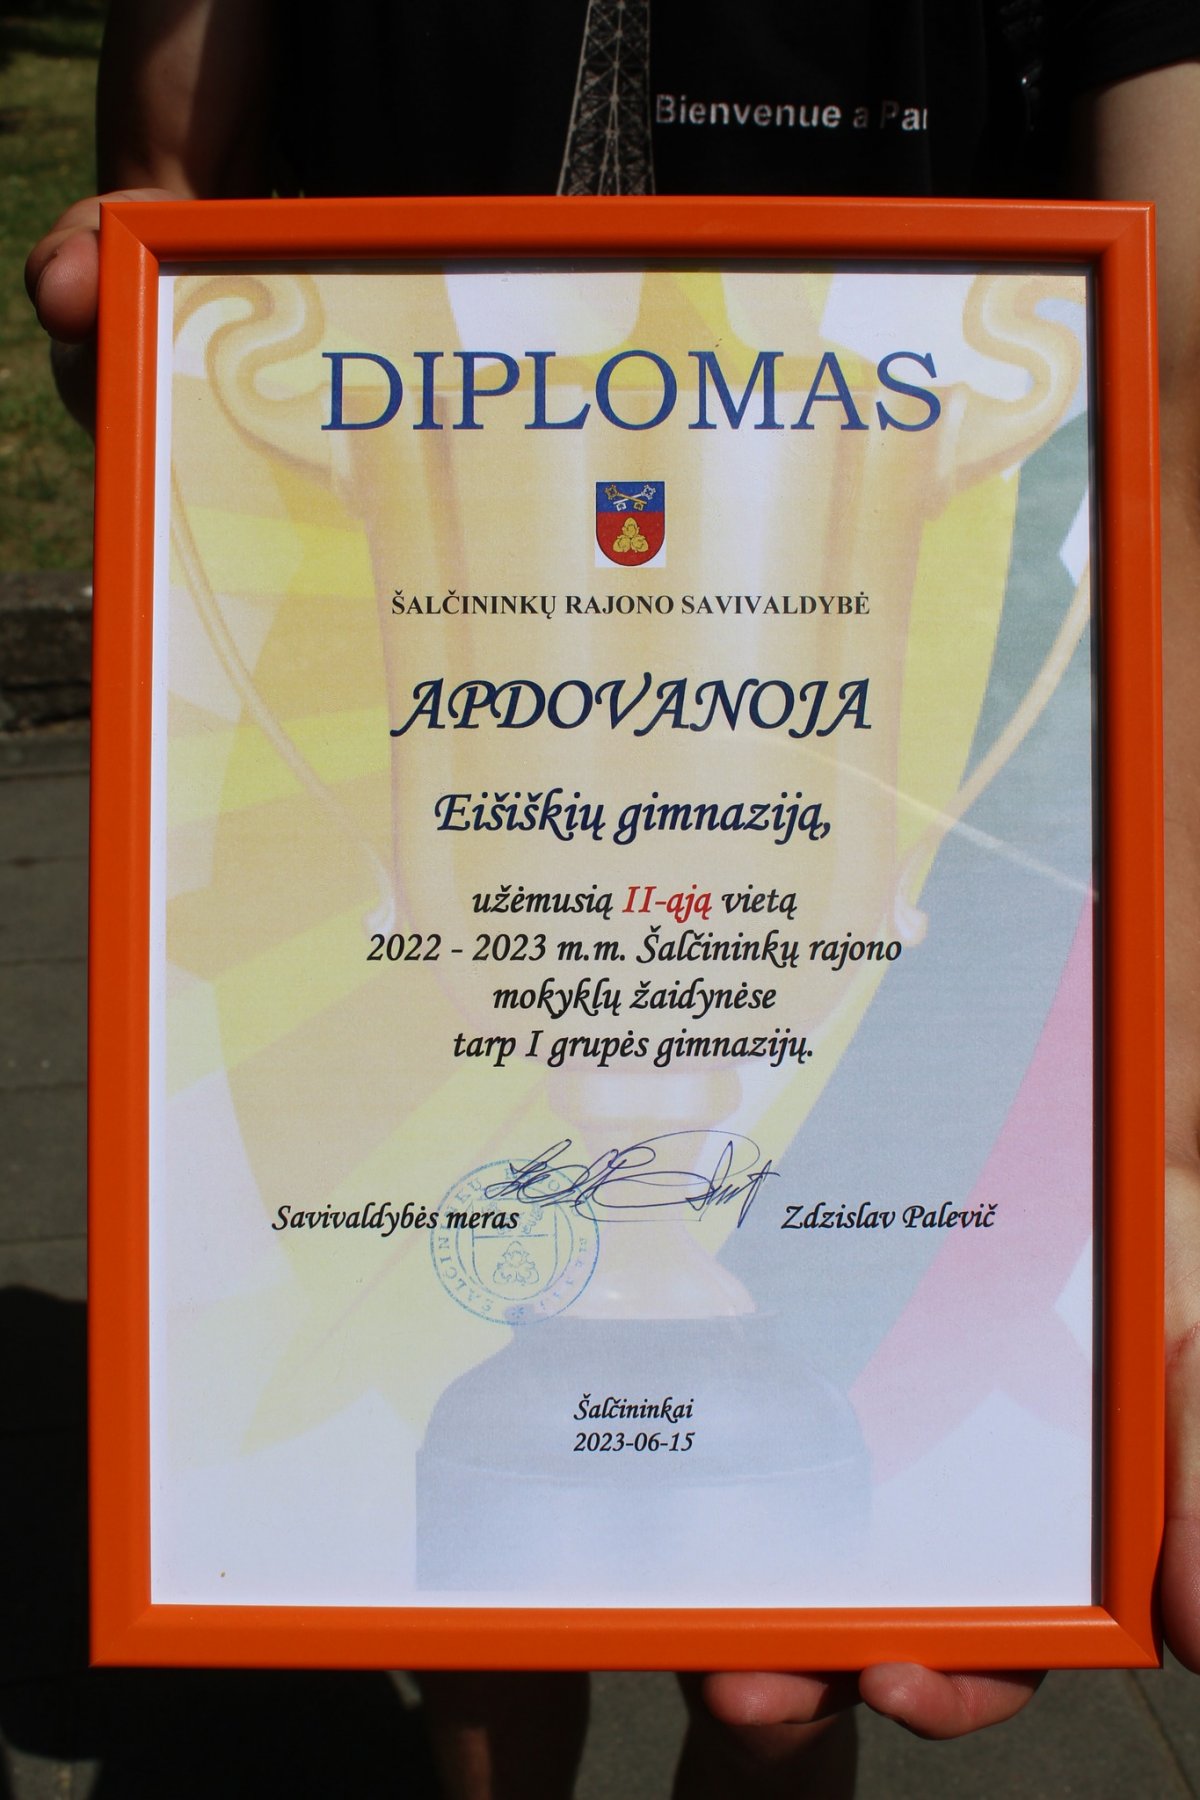 Bienvenue a Par
DIPLOMAS
ŠALČININKŲ RAJONO SAVIVALDYBĖ
APDOVANOJA
Eišiškių gimnaziją,
užėmusią II-ąją vietą
2022 - 2023 m.m. Šalčininkų rajono
mokyklų žaidynėse
tarp I grupės gimnazijų.
Savivaldybės meras Zdzislav Palevič
Šalčininkai
2023-06-15